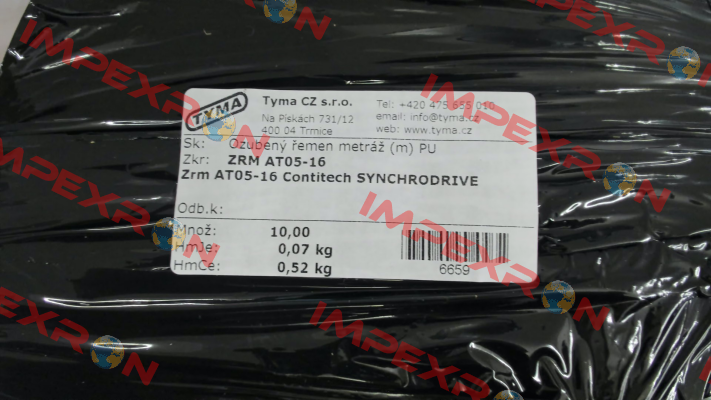 TYMA
Tyma CZ s.r.o.
Na Pískách 731/12
400 04 Trmice
Tel: +420 475 655 010
email: info@tyma.cz
web: www.tyma.cz
Sk: Ozubený řemen metráž (m) PU
Zkr: ZRM AT05-16
Zrm AT05-16 Contitech SYNCHRODRIVE
Odb.k:
Množ: 10,00
HmJe: 0,07 kg
HmCe: 0,52 kg
6659
IMPEXRON
IMPEXRON
IMPEXRON
IMPEXRON
IMPEXRON
IMPEXRON